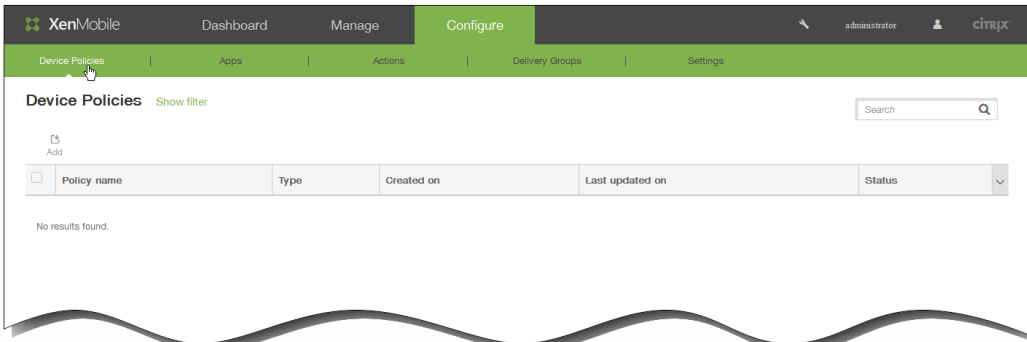 XenMobile Dashboard Manage Configure administrator CITRIX
Device Policies | Apps | Actions | Delivery Groups | Settings
Device Policies Show filter
Search
Add
Policy name Type Created on Last updated on Status
No results found.